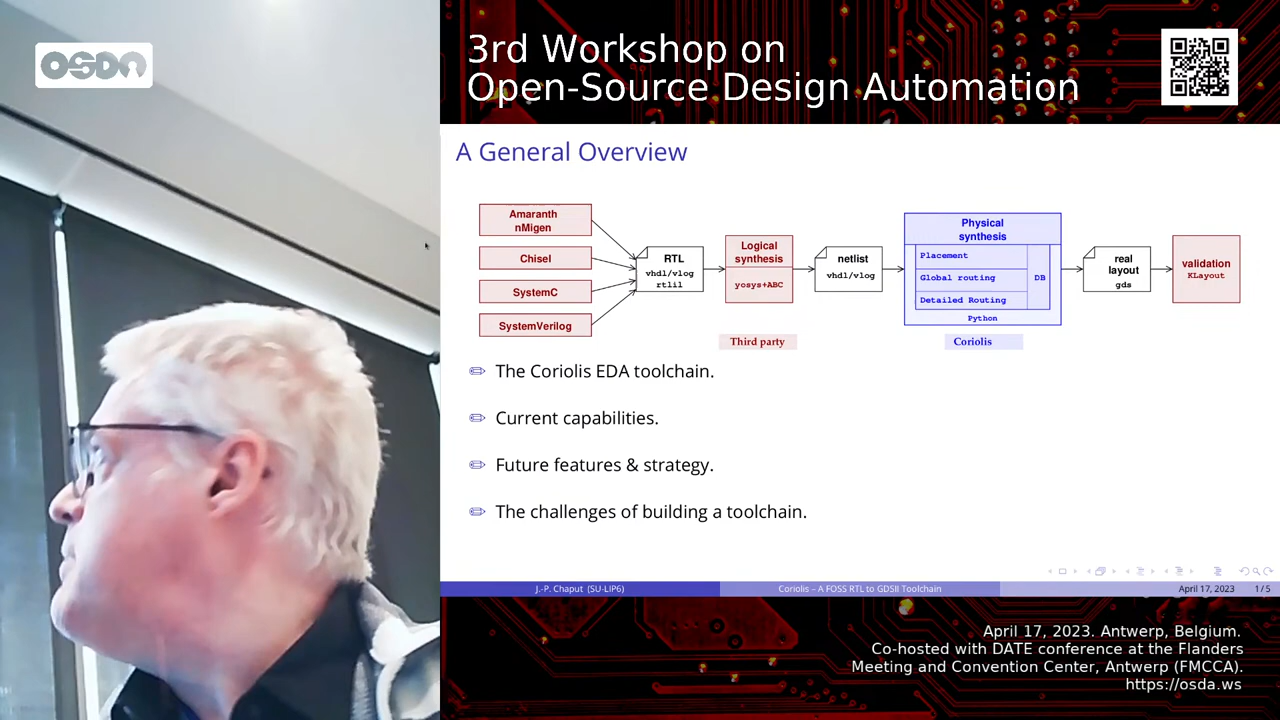 OSDA
3rd Workshop on
Open-Source Design Automation
A General Overview
Amaranth
nMigen
Chisel
SystemC
SystemVerilog
RTL
vhdl/vlog
rtlil
Logical
synthesis
yosys+ABC
netlist
vhdl/vlog
Physical
synthesis
Placement
Global routing
Detailed Routing
DB
Python
real
layout
gds
validation
KLayout
Third party
Coriolis
The Coriolis EDA toolchain.
Current capabilities.
Future features & strategy.
The challenges of building a toolchain.
J.-P. Chaput (SU-LIP6)
Coriolis – A FOSS RTL to GDSII Toolchain
April 17, 2023
1 / 5
April 17, 2023. Antwerp, Belgium.
Co-hosted with DATE conference at the Flanders
Meeting and Convention Center, Antwerp (FMCCA).
https://osda.ws